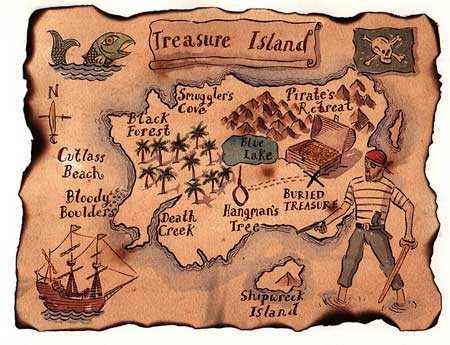 Treasure Island
N
Smuggler's
Cove
Pirate's
Retreat
Black
Forest
Blue
Lake
Cutlass
Beach
Bloody
Boulders
BURIED
TREASURE
Death
Creek
Hangman's
Tree
Shipwreck
Island